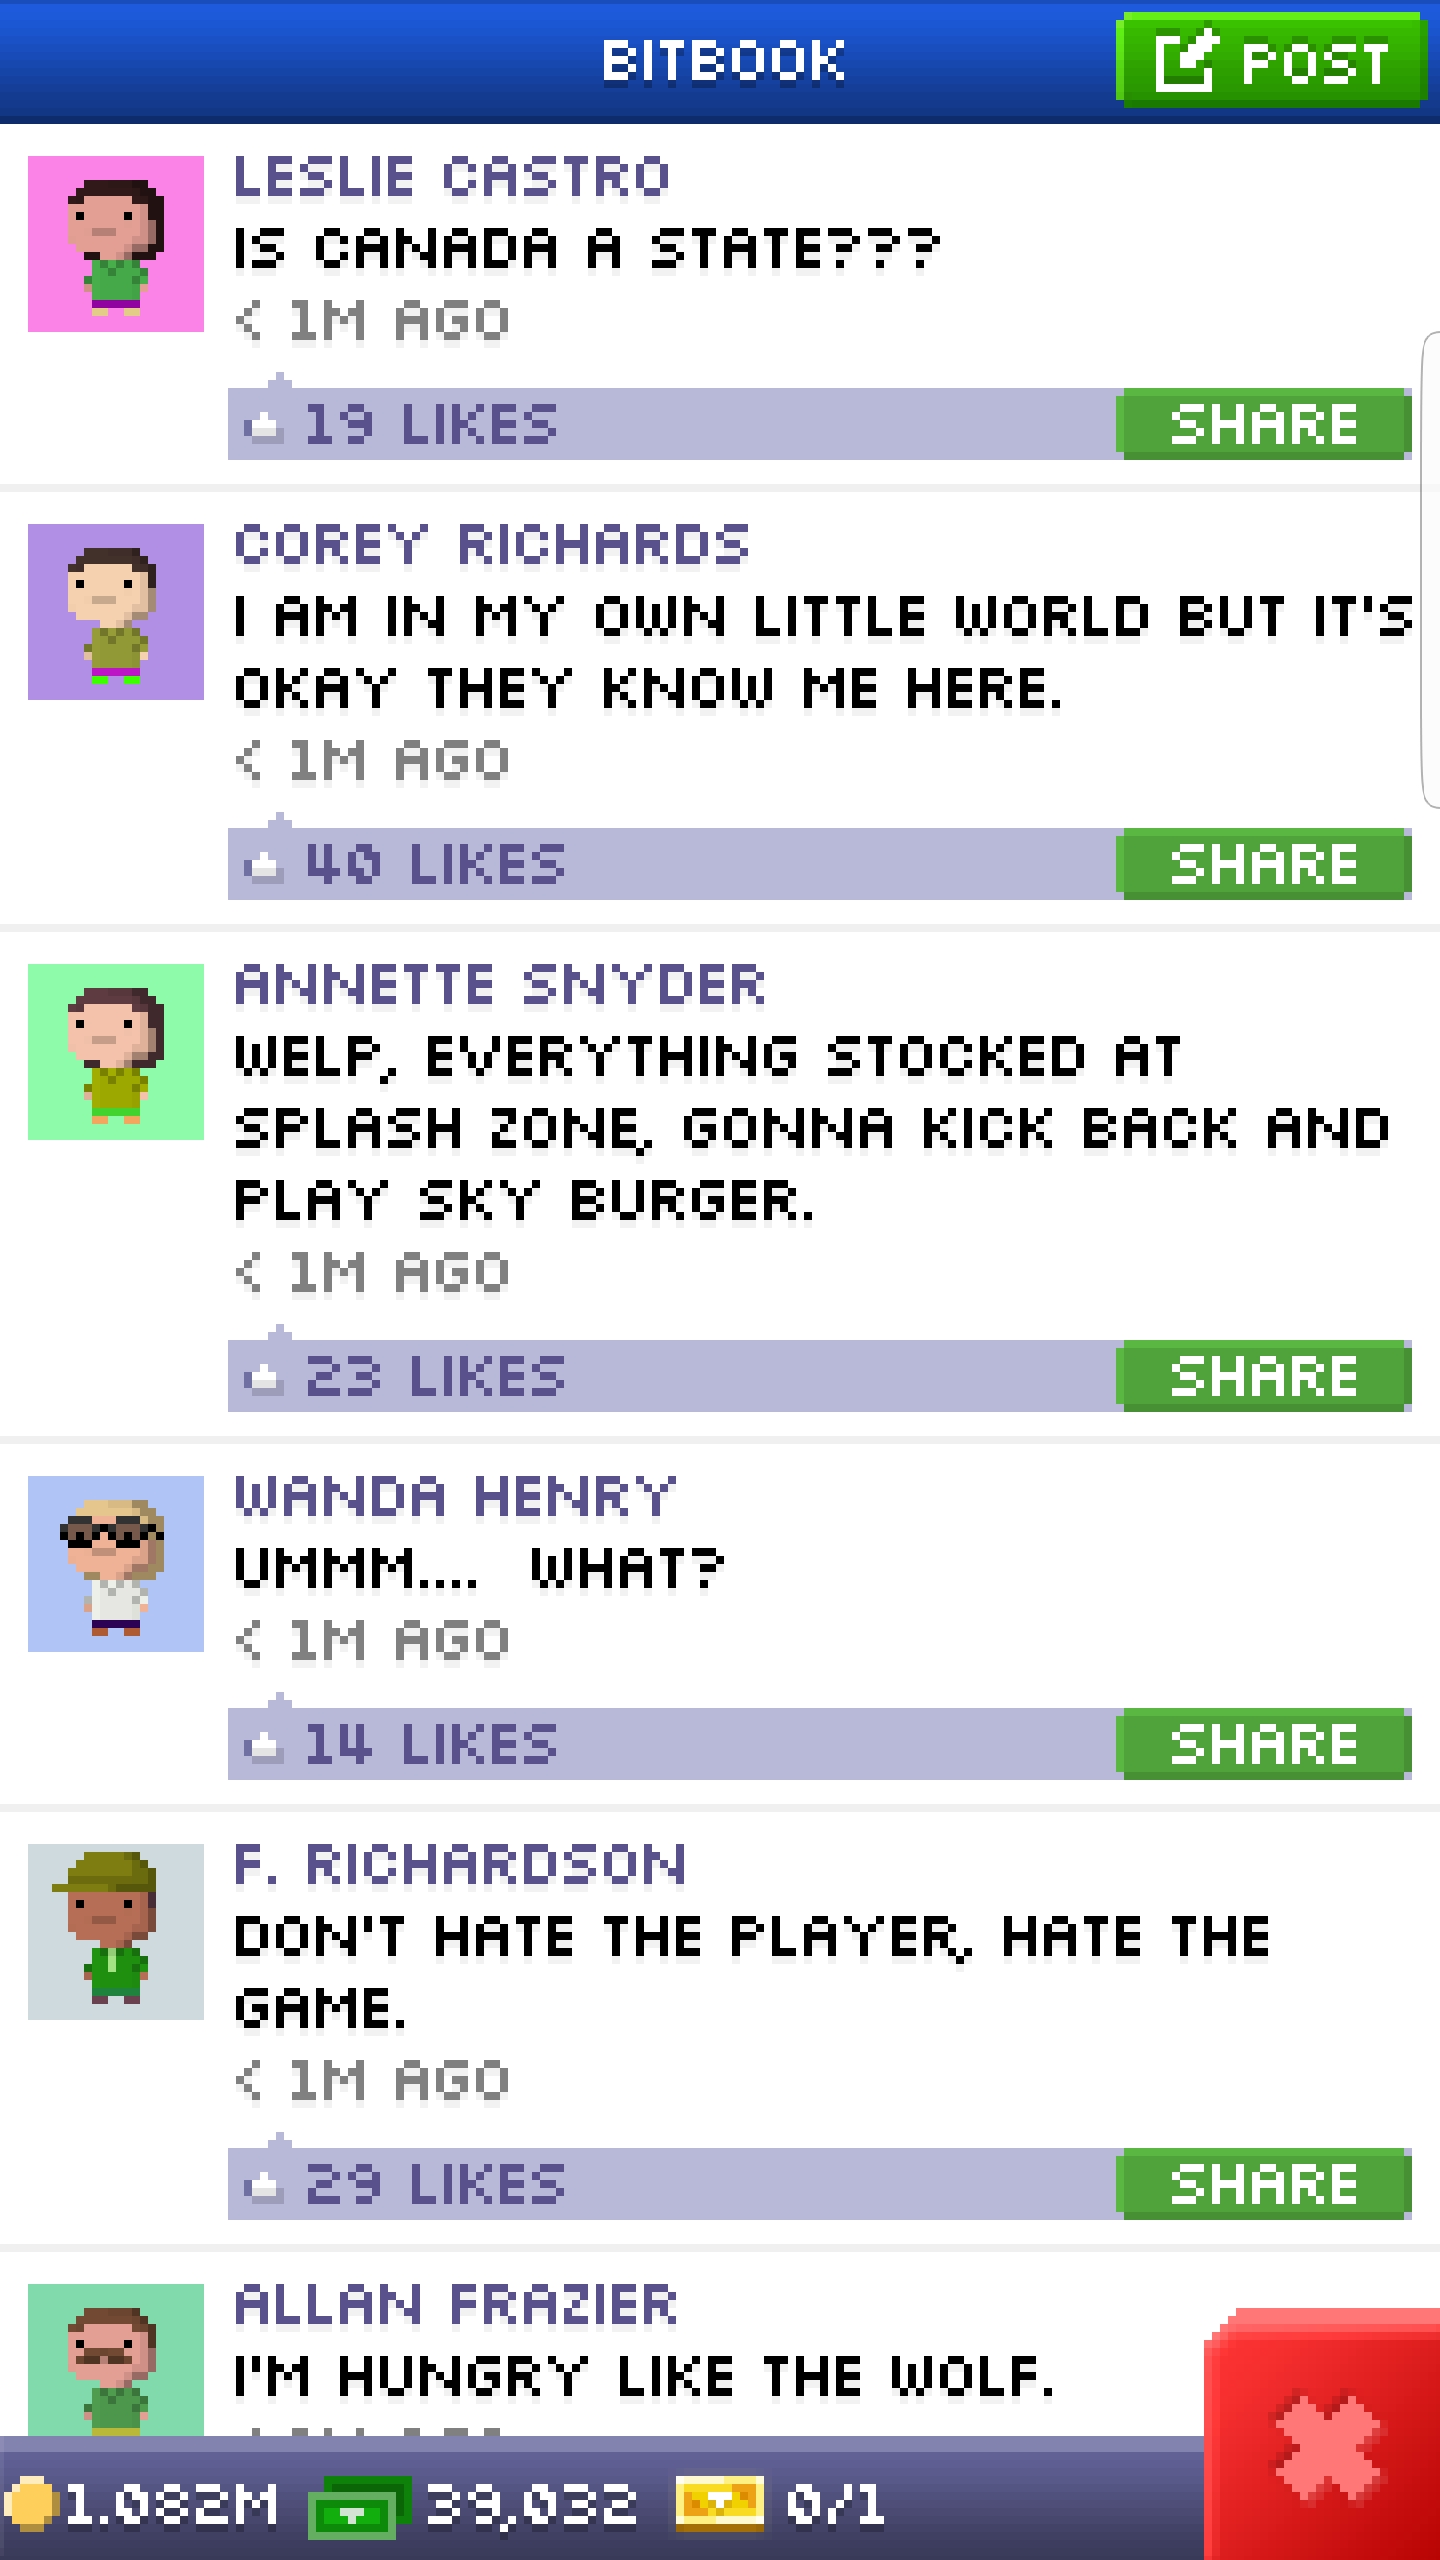 BITBOOK
POST
LESLIE CASTRO
IS CANADA A STATE???
< 1M AGO
19 LIKES
SHARE
COREY RICHARDS
I AM IN MY OWN LITTLE WORLD BUT IT'S
OKAY THEY KNOW ME HERE.
< 1M AGO
40 LIKES
SHARE
ANNETTE SNYDER
WELP, EVERYTHING STOCKED AT
SPLASH ZONE, GONNA KICK BACK AND
PLAY SKY BURGER.
< 1M AGO
23 LIKES
SHARE
WANDA HENRY
UMMM.... WHAT?
< 1M AGO
14 LIKES
SHARE
F. RICHARDSON
DON'T HATE THE PLAYER, HATE THE
GAME.
< 1M AGO
29 LIKES
SHARE
ALLAN FRAZIER
I'M HUNGRY LIKE THE WOLF.
1.082M 39,032 0/1